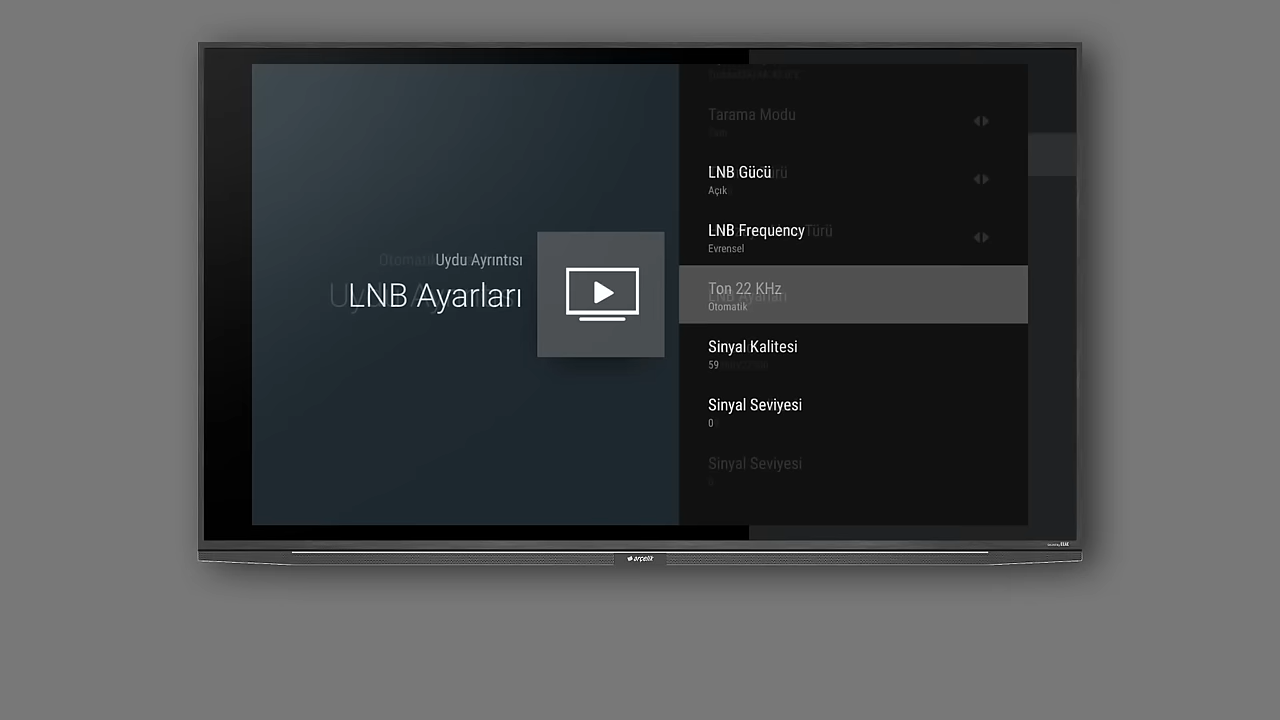 Uydu Ayrıntısı
LNB Ayarları
Tarama Modu
LNB Gücü
Açık
LNB Frequency
Evrensel
Ton 22 KHz
Otomatik
Sinyal Kalitesi
59
Sinyal Seviyesi
0
Sinyal Seviyesi
arçelik